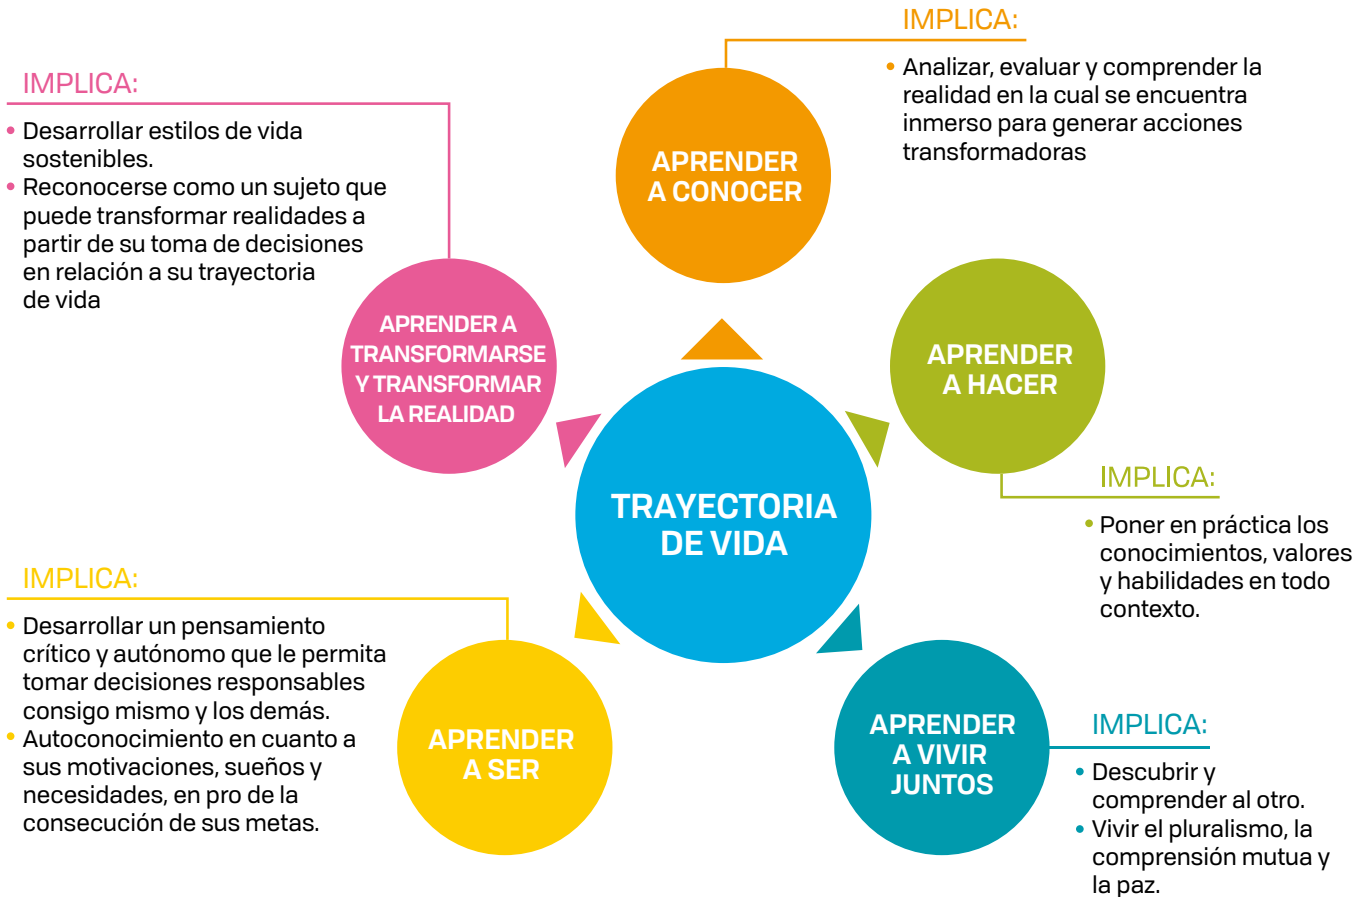 IMPLICA:
• Analizar, evaluar y comprender la
realidad en la cual se encuentra
inmerso para generar acciones
transformadoras
APRENDER
A CONOCER
IMPLICA:
• Desarrollar estilos de vida
sostenibles.
• Reconocerse como un sujeto que
puede transformar realidades a
partir de su toma de decisiones
en relación a su trayectoria
de vida
APRENDER A
TRANSFORMARSE
Y TRANSFORMAR
LA REALIDAD
APRENDER
A HACER
IMPLICA:
• Poner en práctica los
conocimientos, valores
y habilidades en todo
contexto.
TRAYECTORIA
DE VIDA
IMPLICA:
• Desarrollar un pensamiento
crítico y autónomo que le permita
tomar decisiones responsables
consigo mismo y los demás.
• Autoconocimiento en cuanto a
sus motivaciones, sueños y
necesidades, en pro de la
consecución de sus metas.
APRENDER
A SER
APRENDER
A VIVIR
JUNTOS
IMPLICA:
• Descubrir y
comprender al otro.
• Vivir el pluralismo, la
comprensión mutua y
la paz.